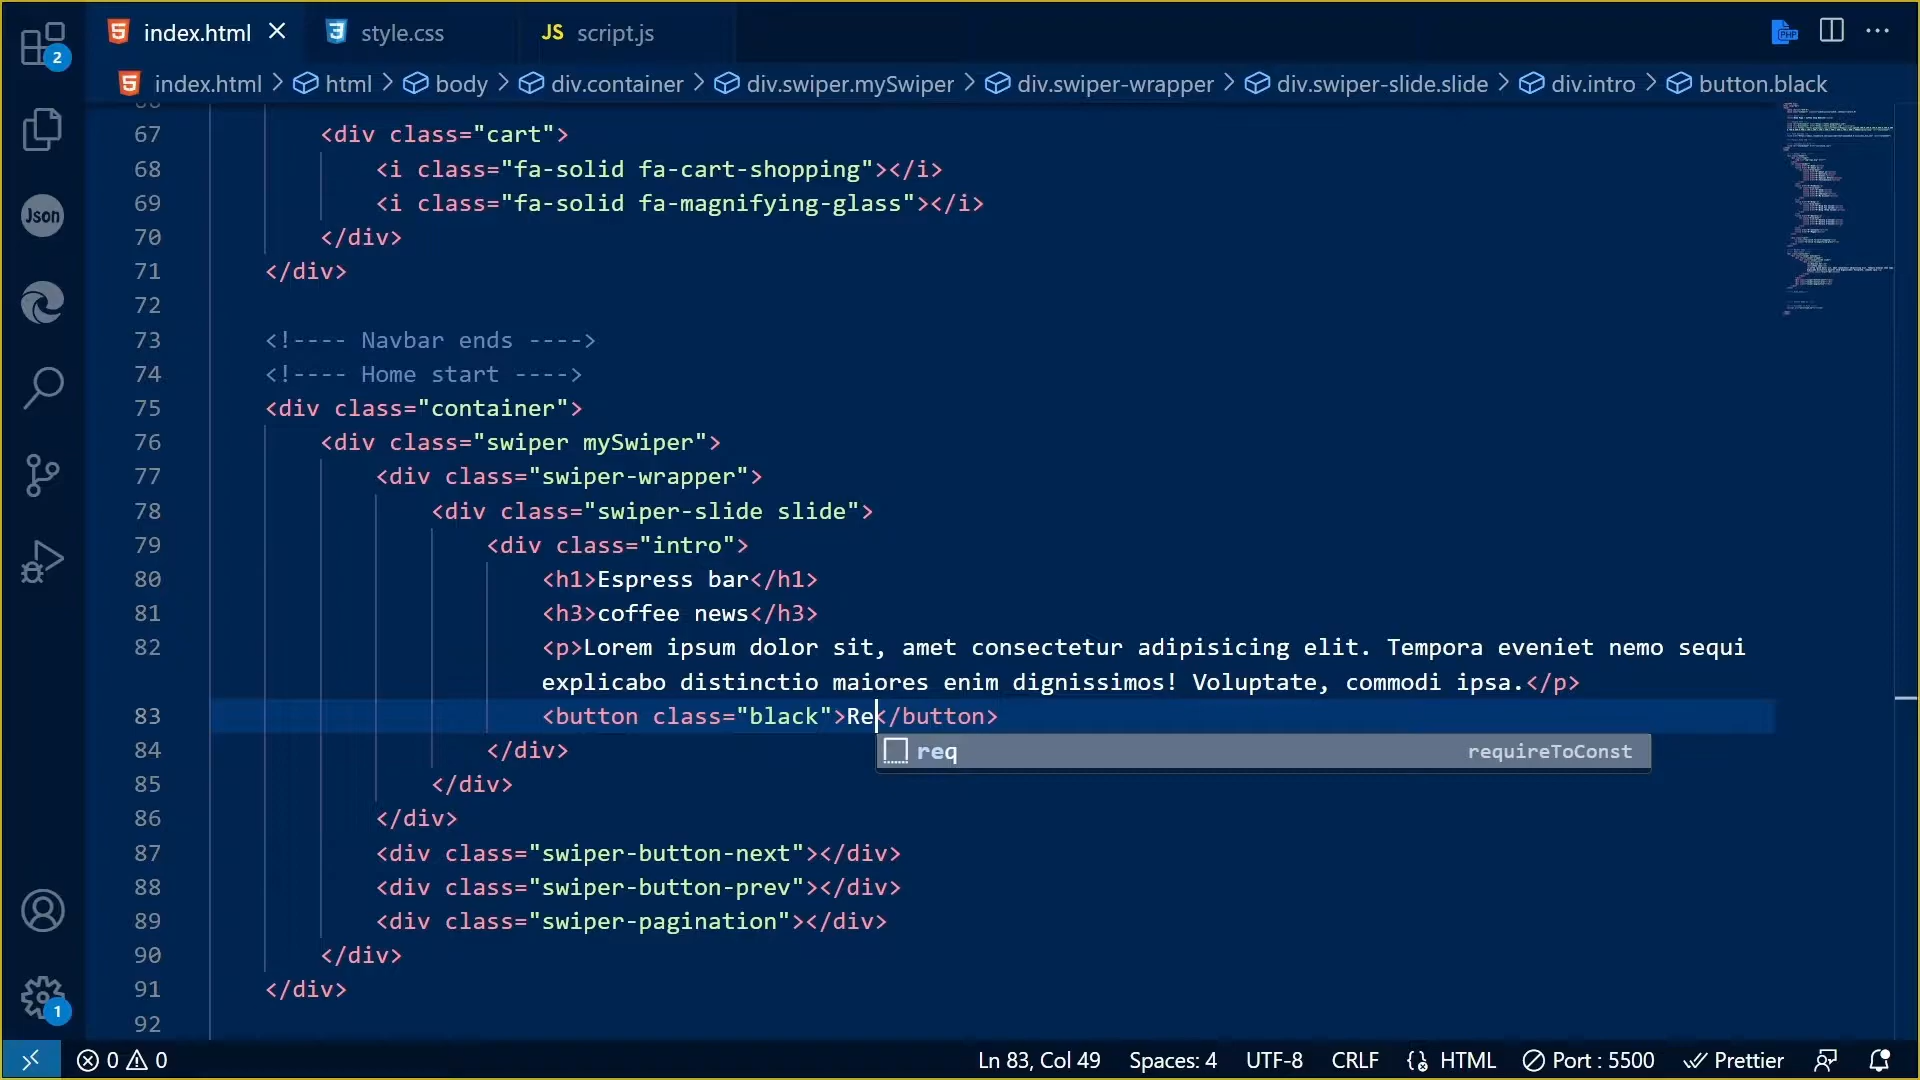 index.html
style.css
JS script.js
2
PHP
index.html > html > body > div.container > div.swiper.mySwiper > div.swiper-wrapper > div.swiper-slide.slide > div.intro > button.black
67 <div class="cart">
68 <i class="fa-solid fa-cart-shopping"></i>
69 <i class="fa-solid fa-magnifying-glass"></i>
70 </div>
71 </div>
72
73 <!---- Navbar ends ---->
74 <!---- Home start ---->
75 <div class="container">
76 <div class="swiper mySwiper">
77 <div class="swiper-wrapper">
78 <div class="swiper-slide slide">
79 <div class="intro">
80 <h1>Espress bar</h1>
81 <h3>coffee news</h3>
82 <p>Lorem ipsum dolor sit, amet consectetur adipisicing elit. Tempora eveniet nemo sequi
explicabo distinctio maiores enim dignissimos! Voluptate, commodi ipsa.</p>
83 <button class="black">Re</button>
req requireToConst
84 </div>
85 </div>
86 </div>
87 <div class="swiper-button-next"></div>
88 <div class="swiper-button-prev"></div>
89 <div class="swiper-pagination"></div>
90 </div>
91 </div>
92
Json
1
0 0
Ln 83, Col 49
Spaces: 4
UTF-8
CRLF
HTML
Port : 5500
Prettier